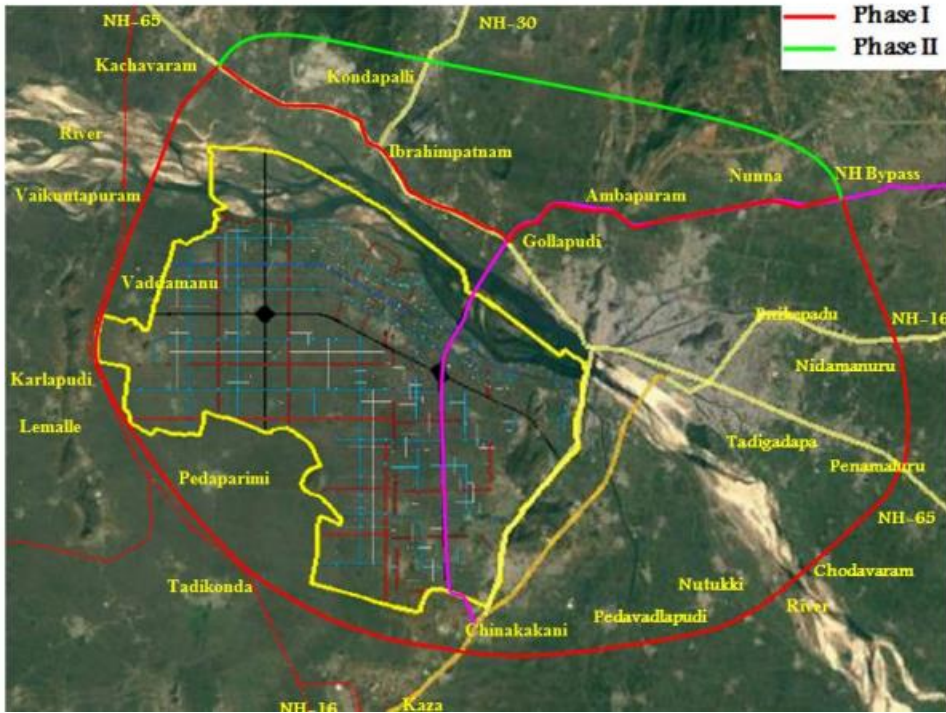 NH-65
NH-30
Phase I
Phase II
Kachavaram
Kondapalli
River
Ibrahimpatnam
Nunna
NH Bypass
Vaikuntapuram
Ambapuram
Gollapudi
Vaddamanu
Enikepadu
NH-16
Nidamanuru
Karlapudi
Lemalle
Tadigadapa
Pedaparimi
Penamaluru
NH-65
Chodavaram
Tadikonda
Nutukki
River
Pedavadlapudi
Chinakakani
NH-16
Kaza